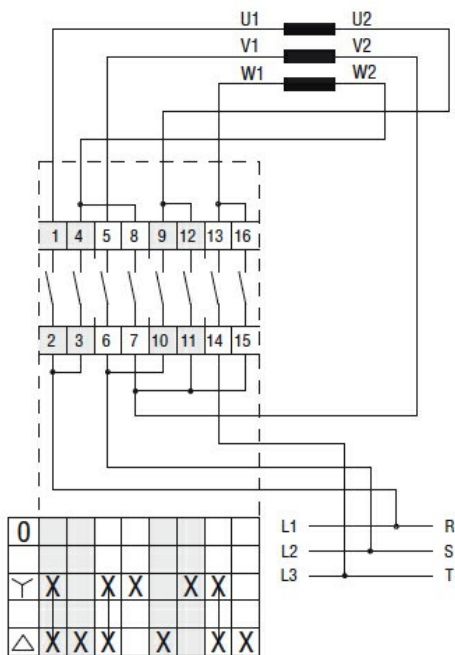 U1 U2
V1 V2
W1 W2
1 4 5 8 9 12 13 16
2 3 6 7 10 11 14 15
L1 R
L2 S
L3 T
0
Y X X X X X
△ X X X X X X